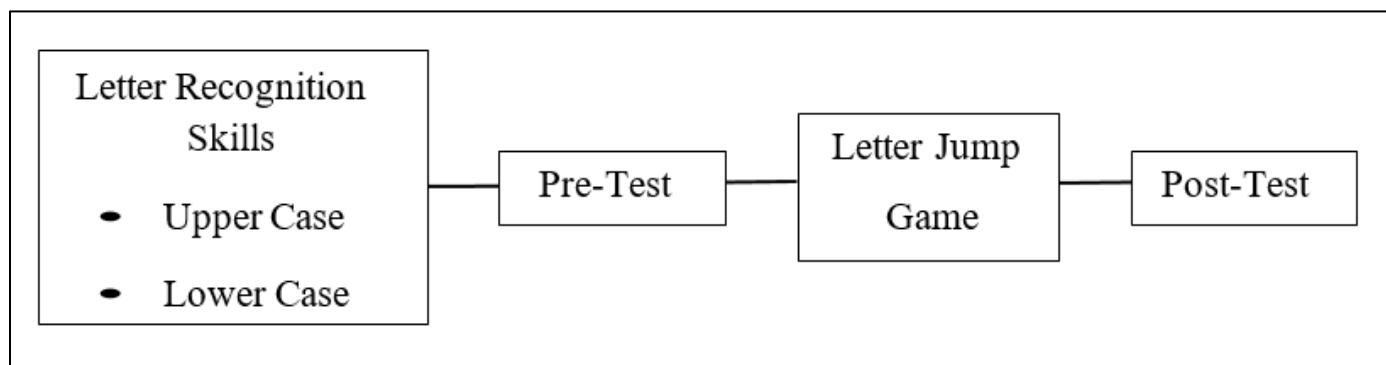 Letter Recognition
Skills
• Upper Case
• Lower Case
Pre-Test
Letter Jump
Game
Post-Test